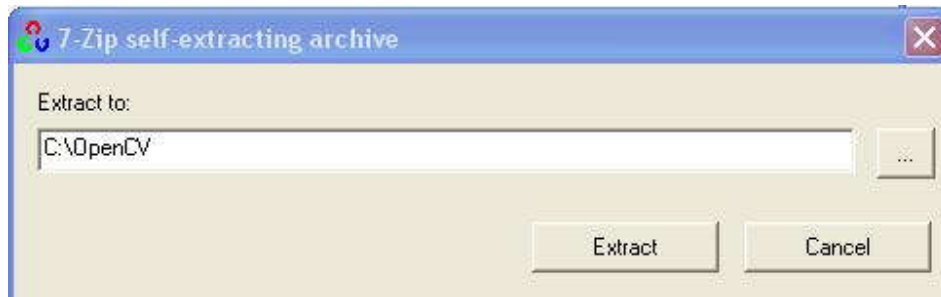 7-Zip self-extracting archive
Extract to:
C:\OpenCV
...
Extract Cancel